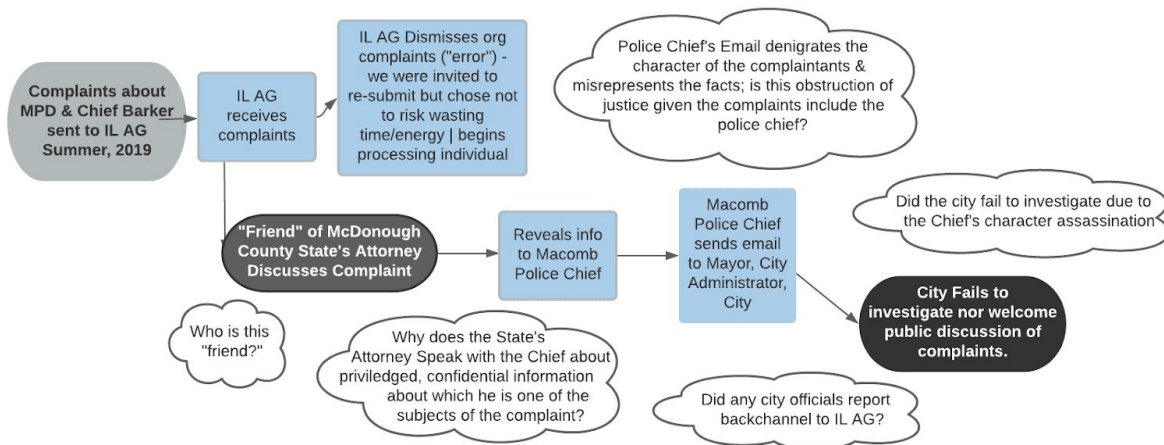 Complaints about
MPD & Chief Barker
sent to IL AG
Summer, 2019
IL AG
receives
complaints
IL AG Dismisses org
complaints ("error") -
we were invited to
re-submit but chose not
to risk wasting
time/energy | begins
processing individual
Police Chief's Email denigrates the
character of the complaintants &
misrepresents the facts; is this obstruction of
justice given the complaints include the
police chief?
"Friend" of McDonough
County State's Attorney
Discusses Complaint
Reveals info
to Macomb
Police Chief
Macomb
Police Chief
sends email
to Mayor, City
Administrator,
City
Did the city fail to investigate due to
the Chief's character assassination
City Fails to
investigate nor welcome
public discussion of
complaints.
Who is this
"friend?"
Why does the State's
Attorney Speak with the Chief about
priviledged, confidential information
about which he is one of the
subjects of the complaint?
Did any city officials report
backchannel to IL AG?